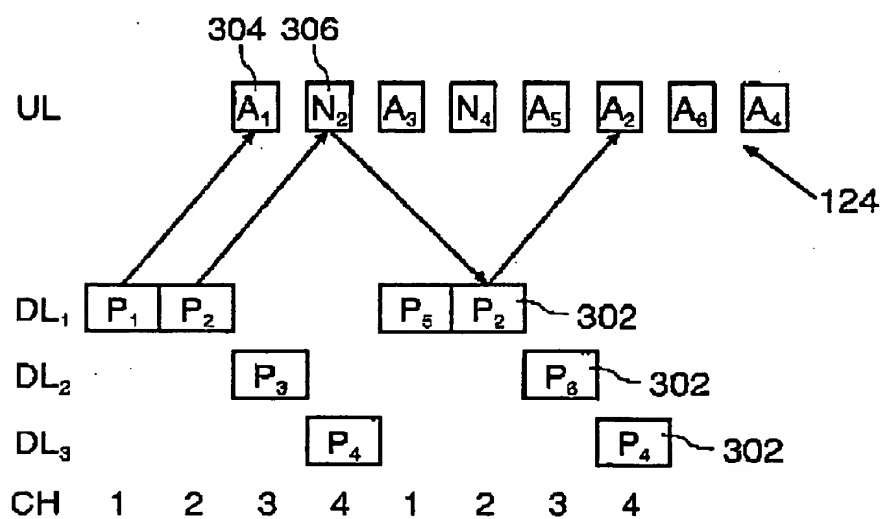 304 306
UL A₁ N₂ A₃ N₄ A₅ A₂ A₆ A₄
124
DL₁ P₁ P₂ P₅ P₂ 302
DL₂ P₃ P₆ 302
DL₃ P₄ P₄ 302
CH 1 2 3 4 1 2 3 4